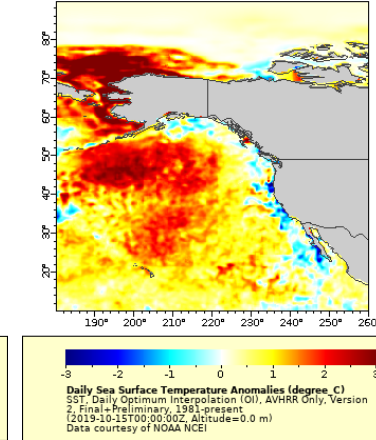 80°
70°
60°
50°
40°
30°
20°
190° 200° 210° 220° 230° 240° 250° 260°
-3 -2 -1 0 1 2 3
Daily Sea Surface Temperature Anomalies (degree_C)
SST, Daily Optimum Interpolation (OI), AVHRR Only, Version
2, Final+Preliminary, 1981-present
(2019-10-15T00:00:00Z, Altitude=0.0 m)
Data courtesy of NOAA NCEI